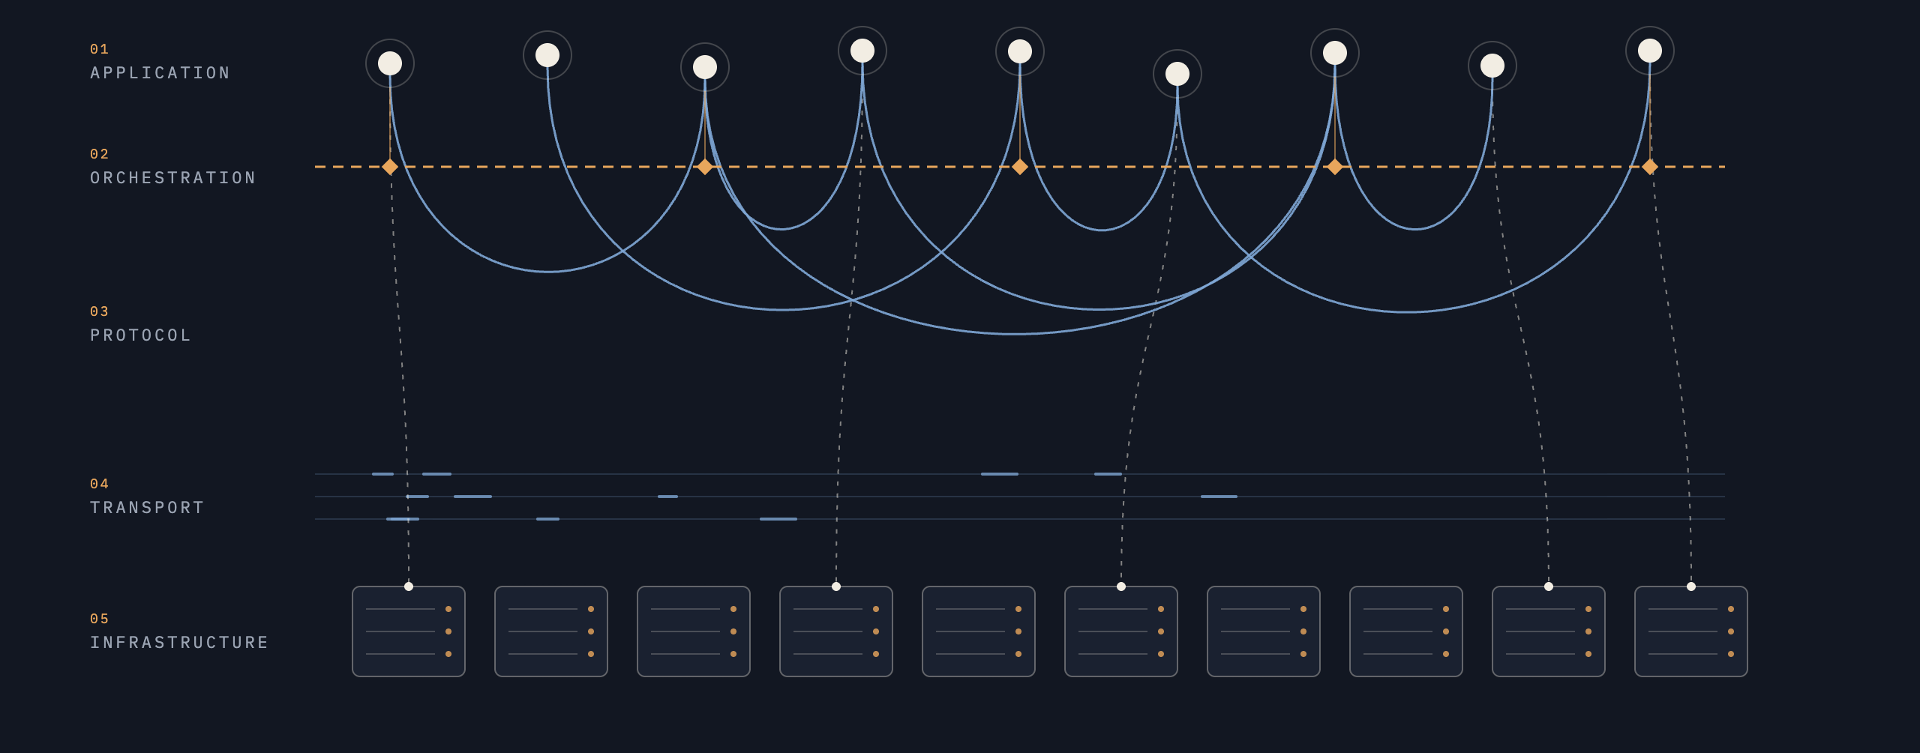 01
APPLICATION
02
ORCHESTRATION
03
PROTOCOL
04
TRANSPORT
05
INFRASTRUCTURE